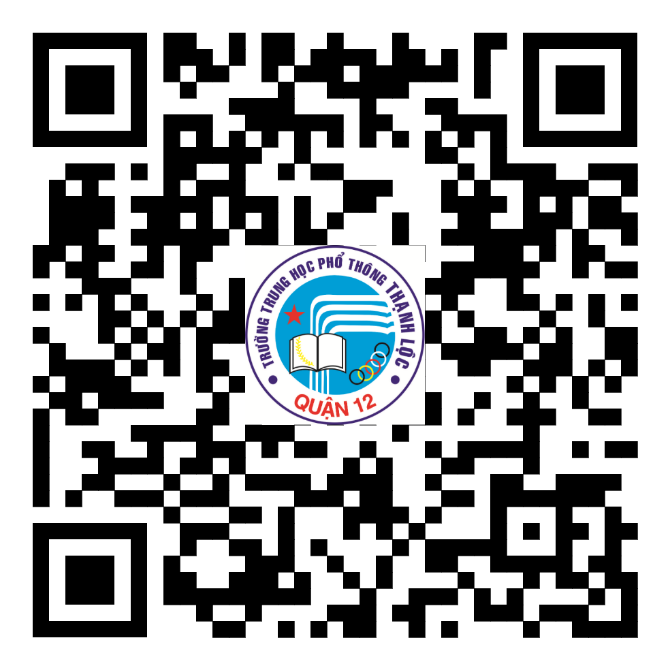 TRƯỜNG TRUNG HỌC PHỔ THÔNG THẠNH LỘC
QUẬN 12